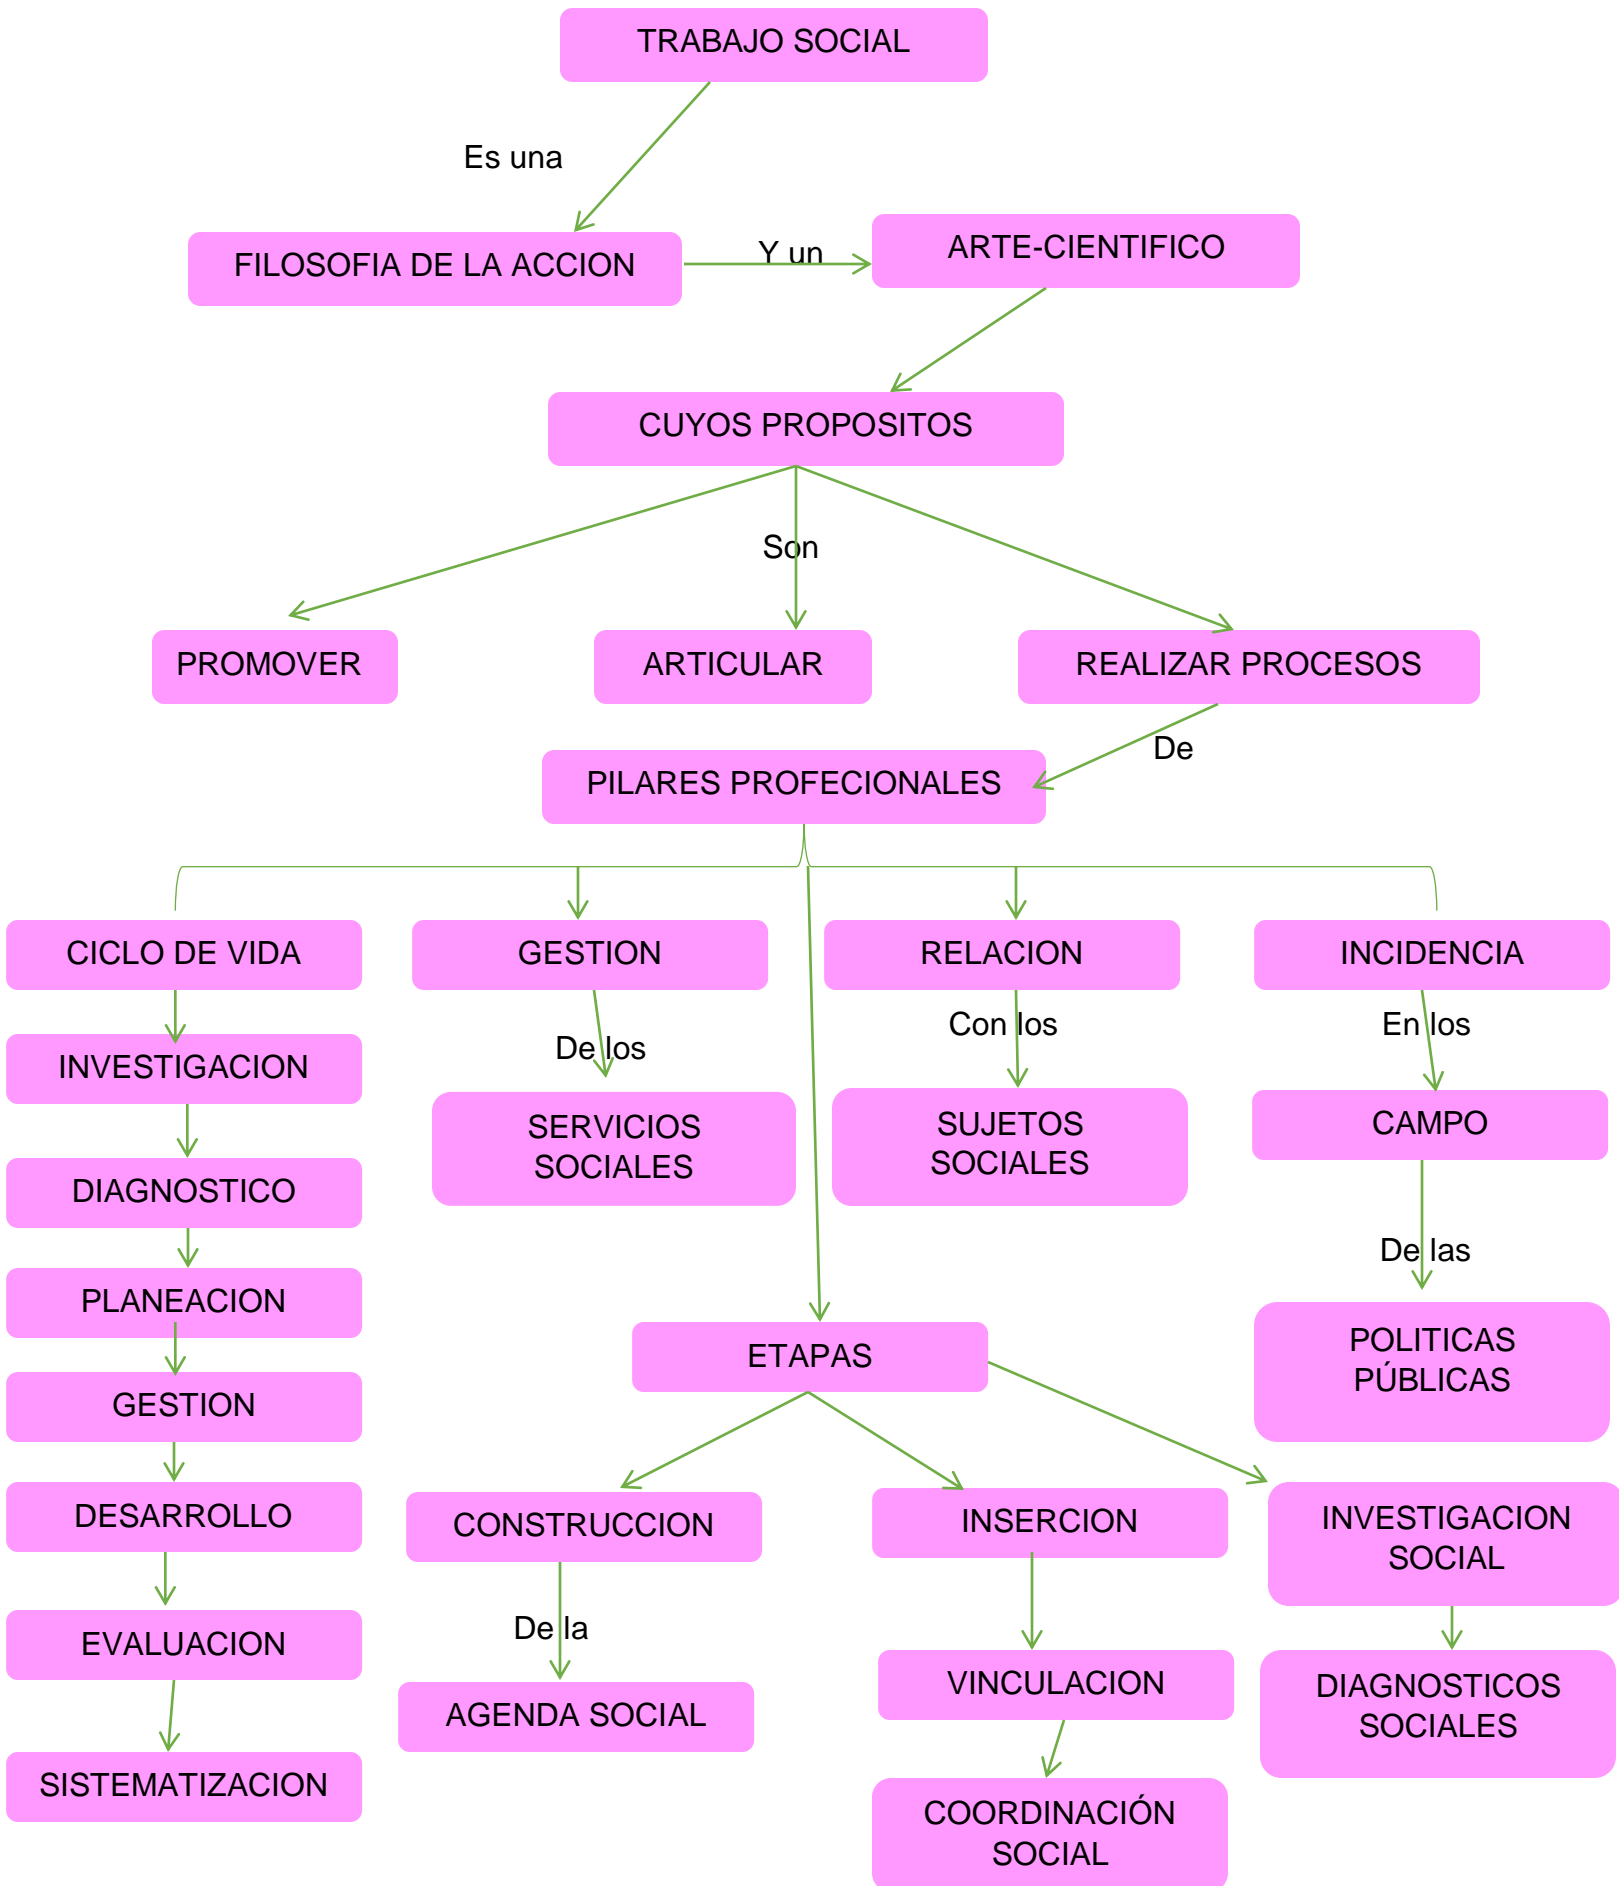 TRABAJO SOCIAL
Es una
FILOSOFIA DE LA ACCION
Y un
ARTE-CIENTIFICO
CUYOS PROPOSITOS
Son
PROMOVER
ARTICULAR
REALIZAR PROCESOS
De
PILARES PROFECIONALES
CICLO DE VIDA
GESTION
RELACION
INCIDENCIA
INVESTIGACION
De los
Con los
En los
SERVICIOS
SOCIALES
SUJETOS
SOCIALES
CAMPO
DIAGNOSTICO
De las
PLANEACION
POLITICAS
PÚBLICAS
ETAPAS
GESTION
DESARROLLO
CONSTRUCCION
INSERCION
INVESTIGACION
SOCIAL
De la
EVALUACION
AGENDA SOCIAL
VINCULACION
DIAGNOSTICOS
SOCIALES
SISTEMATIZACION
COORDINACIÓN
SOCIAL